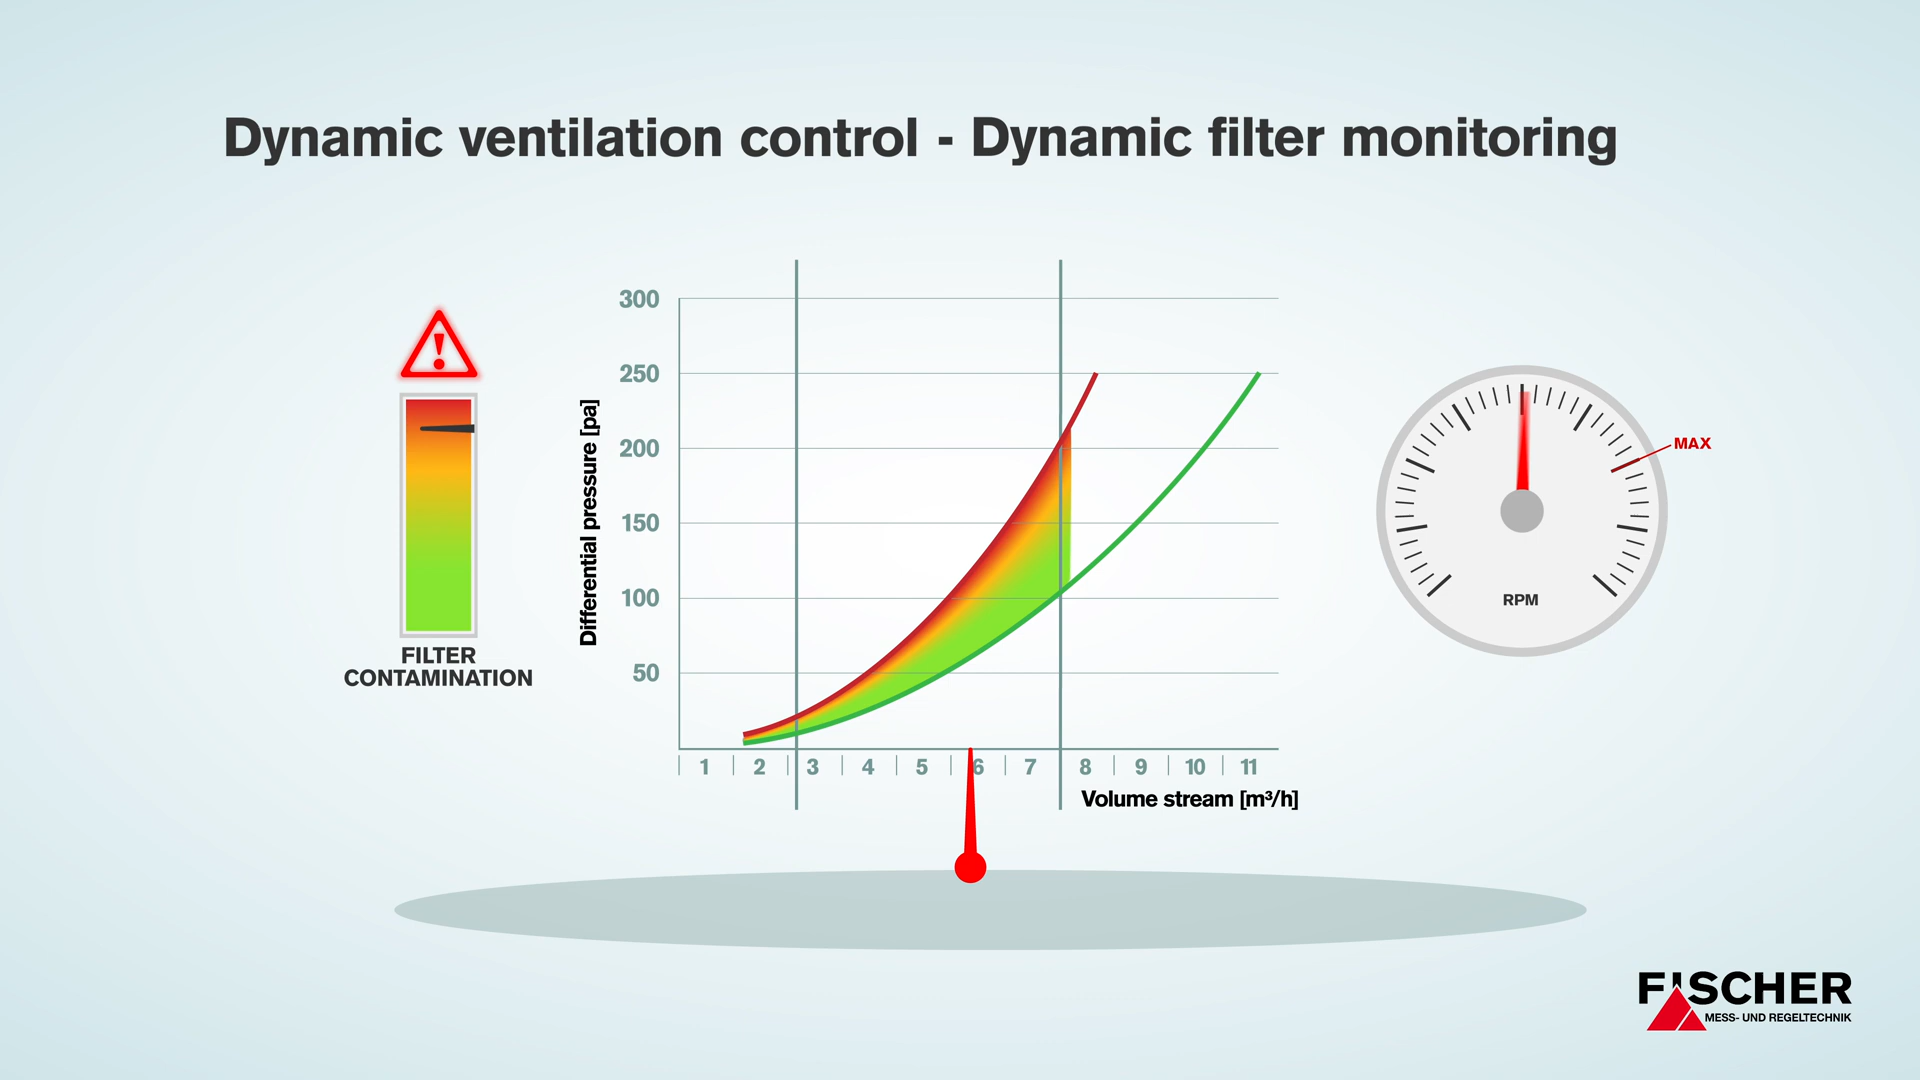 Dynamic ventilation control - Dynamic filter monitoring
FILTER
CONTAMINATION
Differential pressure [pa]
300
250
200
150
100
50
1 2 3 4 5 6 7 8 9 10 11
Volume stream [m³/h]
MAX
RPM
FISCHER
MESS- UND REGELTECHNIK